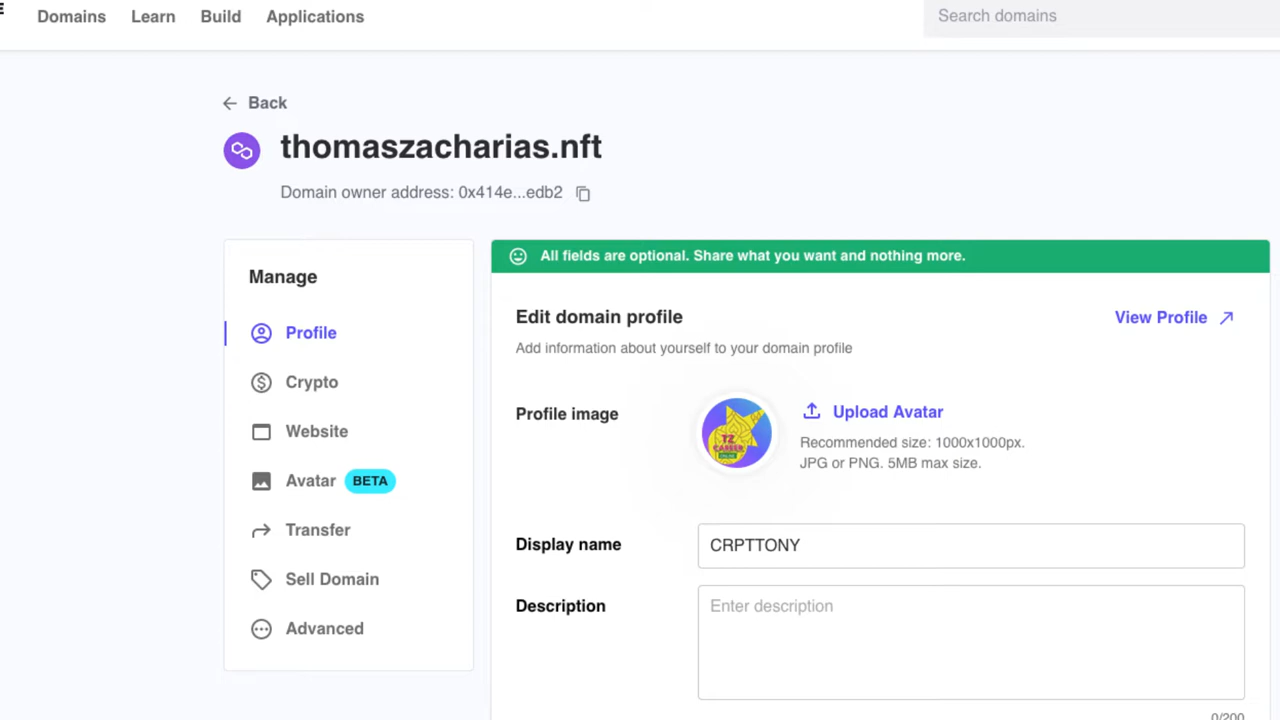 Domains Learn Build Applications
Search domains
Back
thomaszacharias.nft
Domain owner address: 0x414e...edb2
Manage
Profile
Crypto
Website
Avatar BETA
Transfer
Sell Domain
Advanced
All fields are optional. Share what you want and nothing more.
Edit domain profile
View Profile
Add information about yourself to your domain profile
Profile image
TZ
CAREER
ONLINE
Upload Avatar
Recommended size: 1000x1000px.
JPG or PNG. 5MB max size.
Display name
CRPTTONY
Description
Enter description
0/200